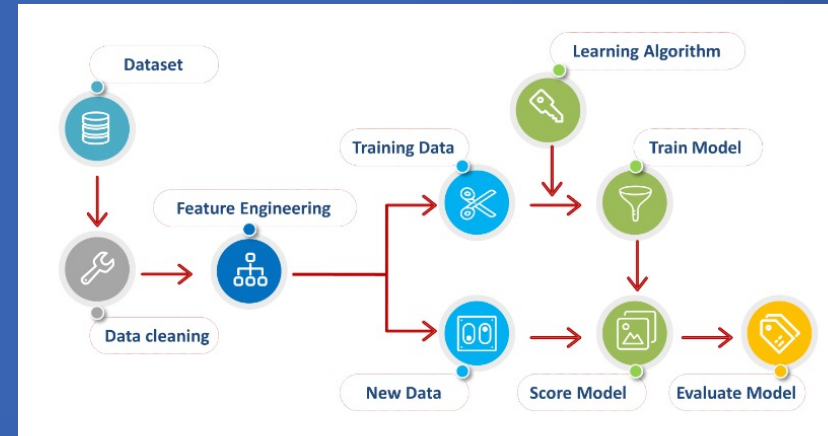 Dataset
Learning Algorithm
Training Data
Train Model
Feature Engineering
Data cleaning
New Data
Score Model
Evaluate Model